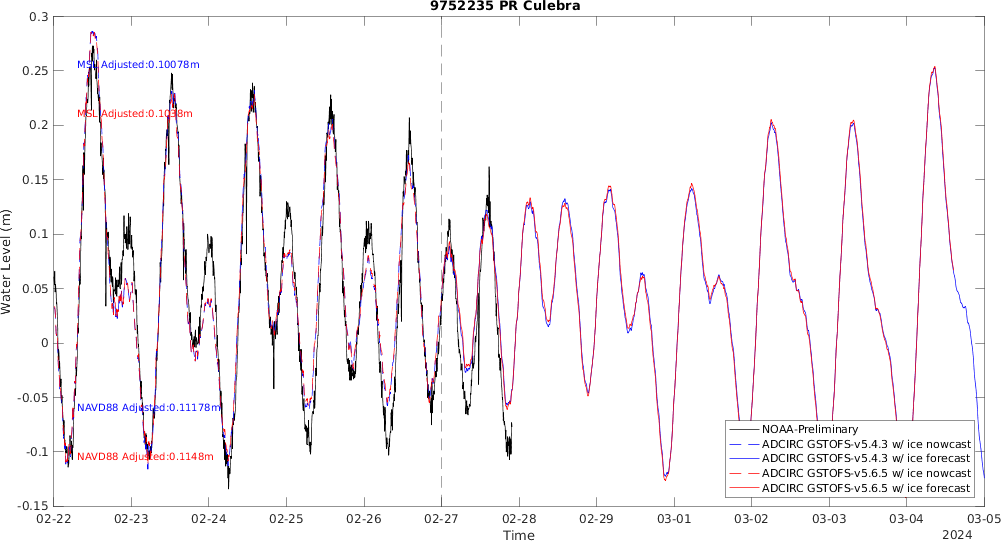 9752235 PR Culebra
0.3
0.25
0.2
0.15
0.1
0.05
0
-0.05
-0.1
-0.15
Water Level (m)
MSL Adjusted:0.10078m
MSL Adjusted:0.1038m
NAVD88 Adjusted:0.11178m
NAVD88 Adjusted:0.1148m
NOAA-Preliminary
ADCIRC GSTOFS-v5.4.3 w/ ice nowcast
ADCIRC GSTOFS-v5.4.3 w/ ice forecast
ADCIRC GSTOFS-v5.6.5 w/ ice nowcast
ADCIRC GSTOFS-v5.6.5 w/ ice forecast
02-22 02-23 02-24 02-25 02-26 02-27 02-28 02-29 03-01 03-02 03-03 03-04 03-05
Time
2024